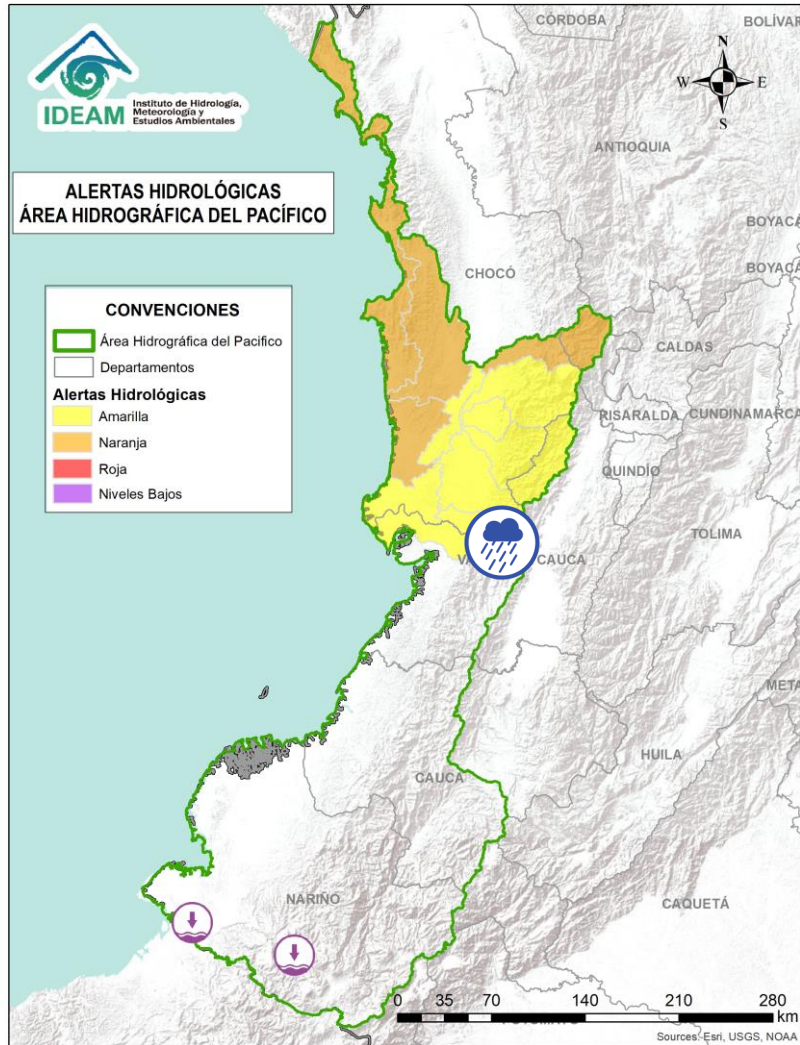 IDEAM
Instituto de Hidrología,
Meteorología y
Estudios Ambientales
ALERTAS HIDROLÓGICAS
ÁREA HIDROGRÁFICA DEL PACÍFICO
CONVENCIONES
Área Hidrográfica del Pacifico
Departamentos
Alertas Hidrológicas
Amarilla
Naranja
Roja
Niveles Bajos
N
W E
S
CÓRDOBA
BOLÍVAR
ANTIOQUIA
BOYACÁ
BOYACÁ
CHOCÓ
CALDAS
RISARALDA
CUNDINAMARCA
QUINDÍO
TOLIMA
CAUCA
META
HUILA
CAUCA
NARIÑO
CAQUETÁ
0 35 70 140 210 280
km
Sources: Esri, USGS, NOAA